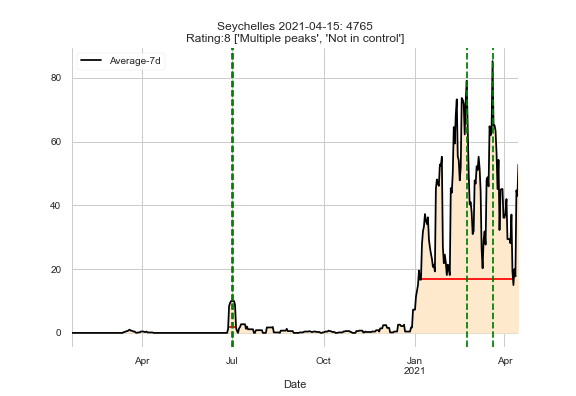 Seychelles 2021-04-15: 4765
Rating:8 ['Multiple peaks', 'Not in control']
Average-7d
80
60
40
20
0
Apr
Jul
Oct
Jan
2021
Apr
Date